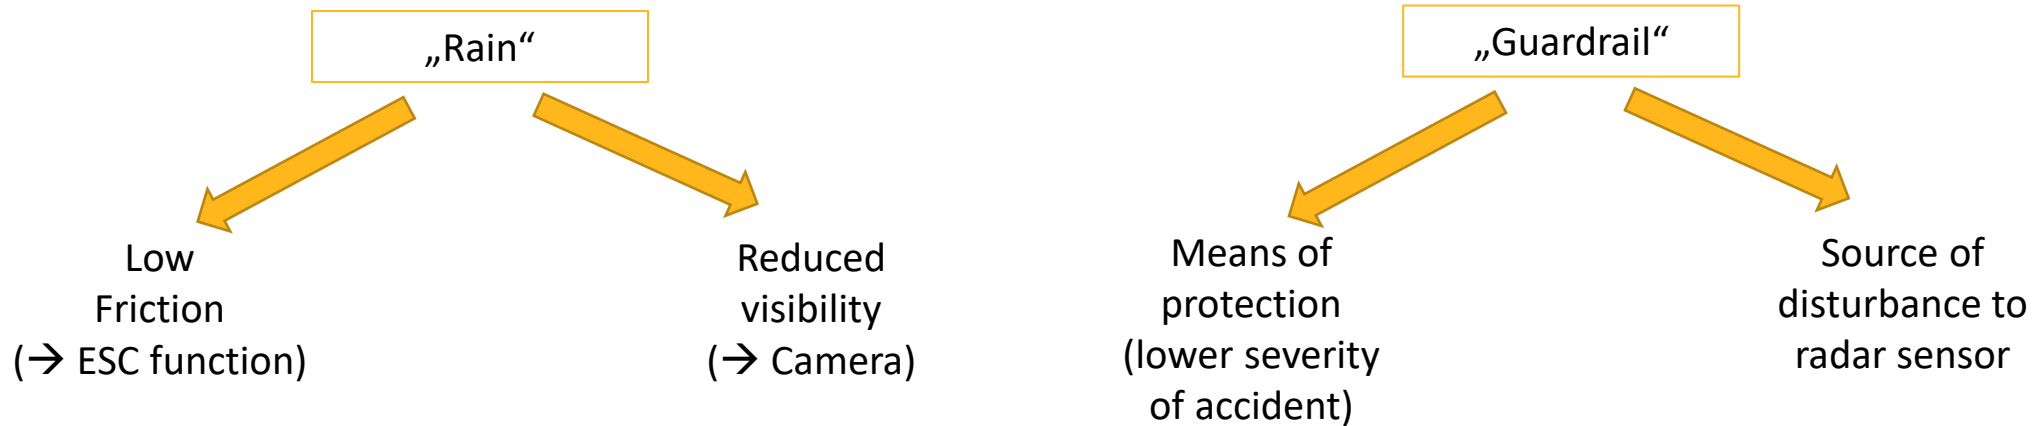 „Rain“
Low
Friction
(→ ESC function)
Reduced
visibility
(→ Camera)
„Guardrail“
Means of
protection
(lower severity
of accident)
Source of
disturbance to
radar sensor